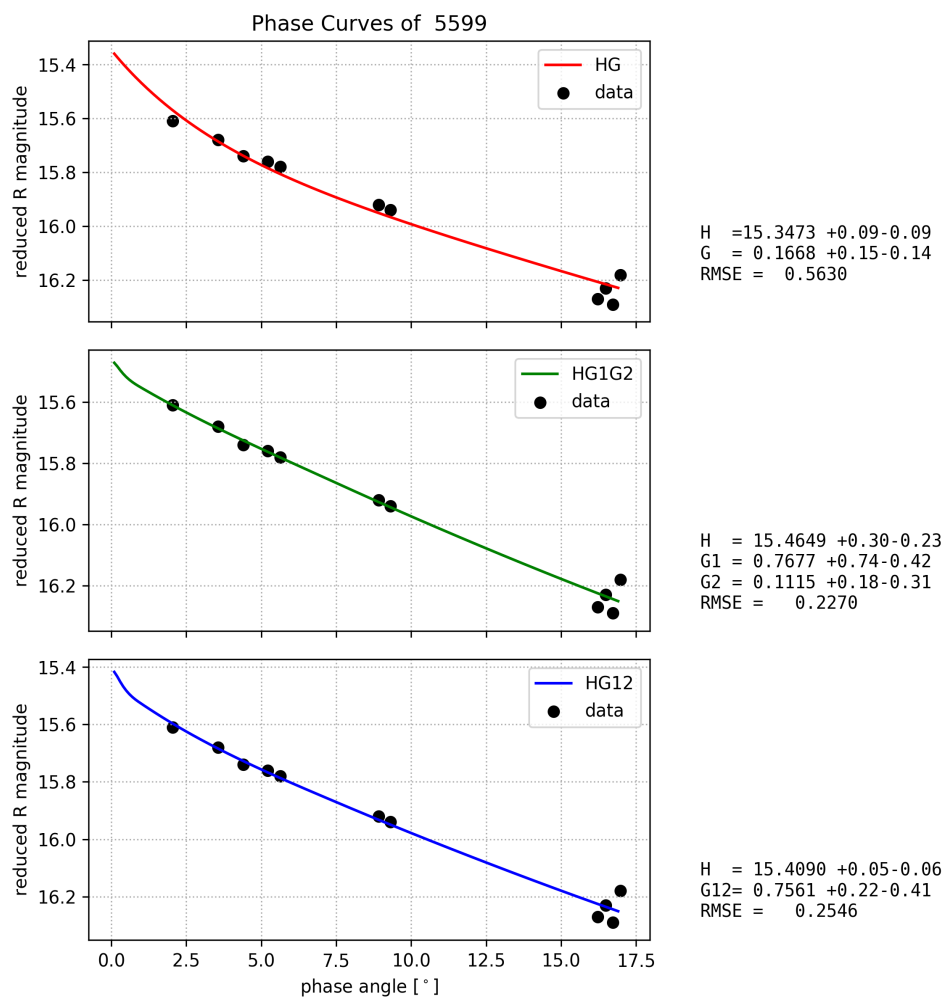 Phase Curves of  5599
reduced R magnitude
15.4
15.6
15.8
16.0
16.2
HG
data
H  =15.3473 +0.09-0.09
G  = 0.1668 +0.15-0.14
RMSE =  0.5630
reduced R magnitude
15.6
15.8
16.0
16.2
HG1G2
data
H  = 15.4649 +0.30-0.23
G1 = 0.7677 +0.74-0.42
G2 = 0.1115 +0.18-0.31
RMSE =   0.2270
reduced R magnitude
15.4
15.6
15.8
16.0
16.2
HG12
data
H  = 15.4090 +0.05-0.06
G12= 0.7561 +0.22-0.41
RMSE =   0.2546
0.0 2.5 5.0 7.5 10.0 12.5 15.0 17.5
phase angle [°]